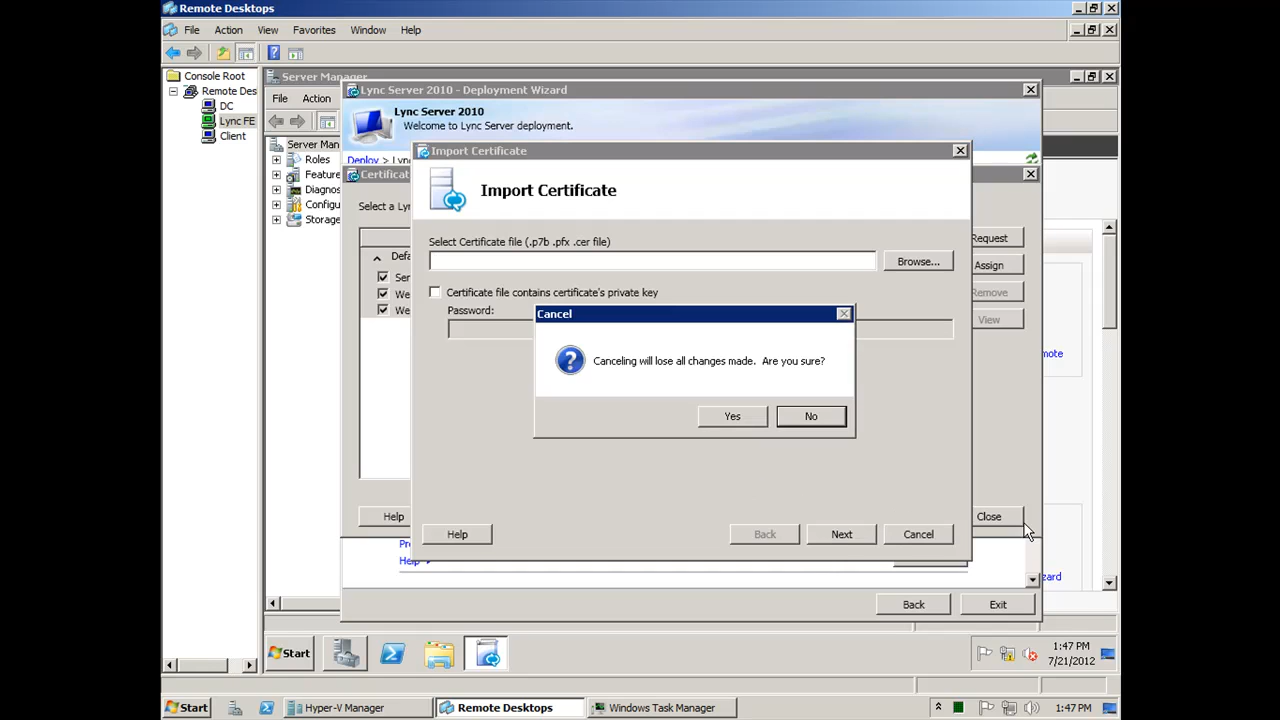 Remote Desktops
File Action View Favorites Window Help
Console Root
Remote Des
DC
Lync FE
Client
Server Manager
File Action
Server Man
Roles
Feature
Diagnos
Configu
Storage
Lync Server 2010 - Deployment Wizard
Lync Server 2010
Welcome to Lync Server deployment.
Deploy > Lyn
Certificat
Select a Lyn
Defa
Ser
We
We
Request
Assign
Remove
View
Help
Close
Import Certificate
Import Certificate
Select Certificate file (.p7b .pfx .cer file)
Browse...
Certificate file contains certificate's private key
Password:
Cancel
Canceling will lose all changes made. Are you sure?
Yes No
Help Back Next Cancel
Pr
Help
mote
zard
Back Exit
Start
1:47 PM
7/21/2012
Start Hyper-V Manager Remote Desktops Windows Task Manager 1:47 PM